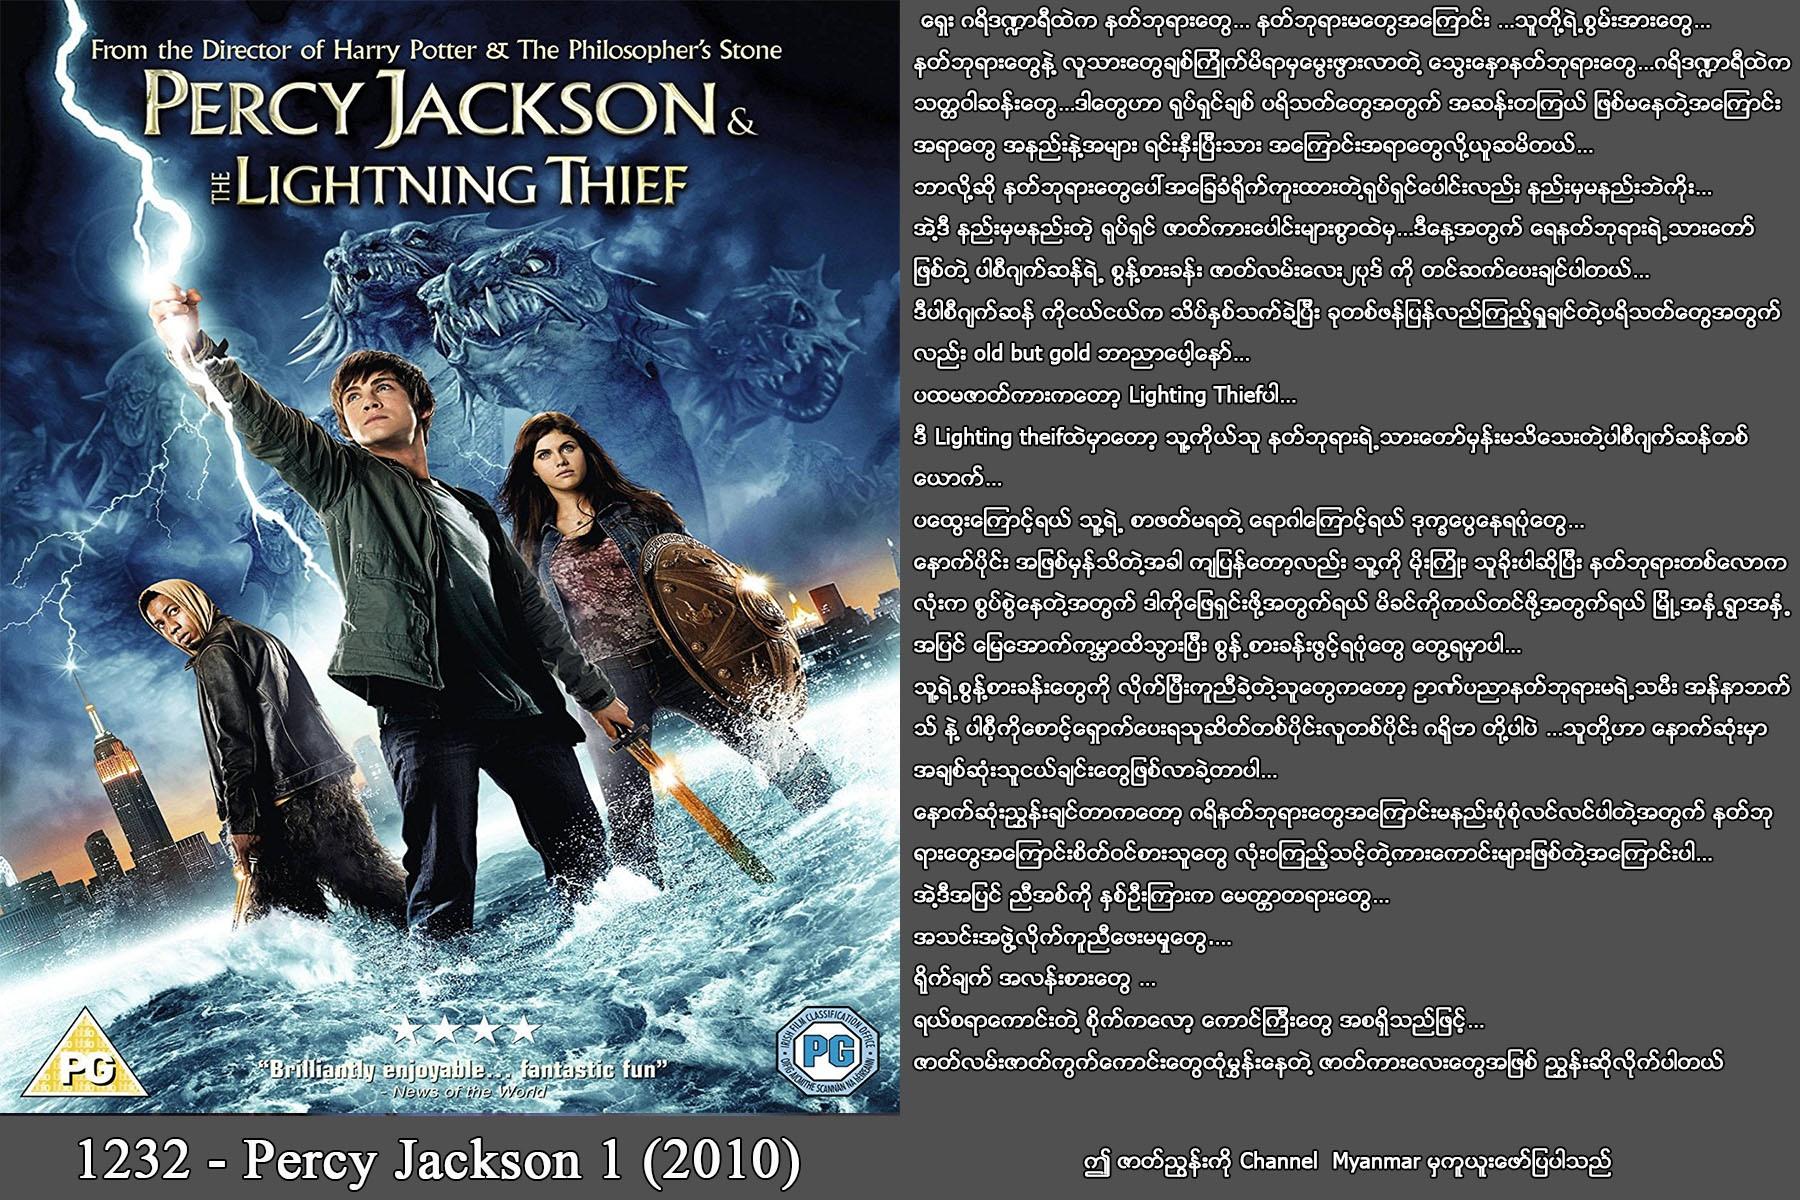 From the Director of Harry Potter & The Philosopher's Stone
PERCY JACKSON &
THE LIGHTNING THIEF
PG
"Brilliantly enjoyable... fantastic fun"
- News of the World
IRISH FILM CLASSIFICATION OFFICE
PG
1232 - Percy Jackson 1 (2010)
ရှေး ဂရိဒဏ္ဍာရီထဲက နတ်ဘုရားတွေ... နတ်ဘုရားမတွေအကြောင်း ...သူတို့ရဲ့စွမ်းအားတွေ...
နတ်ဘုရားတွေနဲ့ လူသားတွေချစ်ကြိုက်မိရာမှမွေးဖွားလာတဲ့ သွေးနှောနတ်ဘုရားတွေ...ဂရိဒဏ္ဍာရီထဲက
သတ္တဝါဆန်းတွေ...ဒါတွေဟာ ရုပ်ရှင်ချစ် ပရိသတ်တွေအတွက် အဆန်းတကြယ် ဖြစ်မနေတဲ့အကြောင်း
အရာတွေ အနည်းနဲ့အများ ရင်းနှီးပြီးသား အကြောင်းအရာတွေလို့ယူဆမိတယ်...
ဘာလို့ဆို နတ်ဘုရားတွေပေါ်အခြေခံရိုက်ကူးထားတဲ့ရုပ်ရှင်ပေါင်းလည်း နည်းမှမနည်းဘဲကိုး...
အဲ့ဒီ နည်းမှမနည်းတဲ့ ရုပ်ရှင် ဇာတ်ကားပေါင်းများစွာထဲမှ...ဒီနေ့အတွက် ရေနတ်ဘုရားရဲ့သားတော်
ဖြစ်တဲ့ ပါစီဂျက်ဆန်ရဲ့ စွန့်စားခန်း ဇာတ်လမ်းလေး၂ပုဒ် ကို တင်ဆက်ပေးချင်ပါတယ်...
ဒီပါစီဂျက်ဆန် ကိုငယ်ငယ်က သိပ်နှစ်သက်ခဲ့ပြီး ခုတစ်ဖန်ပြန်လည်ကြည့်ရှုချင်တဲ့ပရိသတ်တွေအတွက်
လည်း old but gold ဘာညာပေါ့နော်...
ပထမဇာတ်ကားကတော့ Lighting Thiefပါ...
ဒီ Lighting theifထဲမှာတော့ သူ့ကိုယ်သူ နတ်ဘုရားရဲ့သားတော်မှန်းမသိသေးတဲ့ပါစီဂျက်ဆန်တစ်
ယောက်...
ပထွေးကြောင့်ရယ် သူ့ရဲ့ စာဖတ်မရတဲ့ ရောဂါကြောင့်ရယ် ဒုက္ခပွေနေရပုံတွေ...
နောက်ပိုင်း အဖြစ်မှန်သိတဲ့အခါ ကျပြန်တော့လည်း သူ့ကို မိုးကြိုး သူခိုးပါဆိုပြီး နတ်ဘုရားတစ်လောက
လုံးက စွပ်စွဲနေတဲ့အတွက် ဒါကိုဖြေရှင်းဖို့အတွက်ရယ် မိခင်ကိုကယ်တင်ဖို့အတွက်ရယ် မြို့အနှံ့ရွာအနှံ့
အပြင် မြေအောက်ကမ္ဘာထိသွားပြီး စွန့်စားခန်းဖွင့်ရပုံတွေ တွေ့ရမှာပါ...
သူ့ရဲ့စွန့်စားခန်းတွေကို လိုက်ပြီးကူညီခဲ့တဲ့သူတွေကတော့ ဉာဏ်ပညာနတ်ဘုရားမရဲ့သမီး အန်နာဘက်
သ် နဲ့ ပါစီ့ကိုစောင့်ရှောက်ပေးရသူဆိတ်တစ်ပိုင်းလူတစ်ပိုင်း ဂရိုဗာ တို့ပါပဲ ...သူတို့ဟာ နောက်ဆုံးမှာ
အချစ်ဆုံးသူငယ်ချင်းတွေဖြစ်လာခဲ့တာပါ...
နောက်ဆုံးညွှန်းချင်တာကတော့ ဂရိနတ်ဘုရားတွေအကြောင်းမနည်းစုံစုံလင်လင်ပါတဲ့အတွက် နတ်ဘု
ရားတွေအကြောင်းစိတ်ဝင်စားသူတွေ လုံးဝကြည့်သင့်တဲ့ကားကောင်းများဖြစ်တဲ့အကြောင်းပါ...
အဲ့ဒီအပြင် ညီအစ်ကို နှစ်ဦးကြားက မေတ္တာတရားတွေ...
အသင်းအဖွဲ့လိုက်ကူညီဖေးမမှုတွေ....
ရိုက်ချက် အလန်းစားတွေ ...
ရယ်စရာကောင်းတဲ့ စိုက်ကလော့ ကောင်ကြီးတွေ အစရှိသည်ဖြင့်...
ဇာတ်လမ်းဇာတ်ကွက်ကောင်းတွေထုံမွှန်းနေတဲ့ ဇာတ်ကားလေးတွေအဖြစ် ညွှန်းဆိုလိုက်ပါတယ်
ဤ ဇာတ်ညွှန်းကို Channel Myanmar မှကူယူးဖော်ပြပါသည်